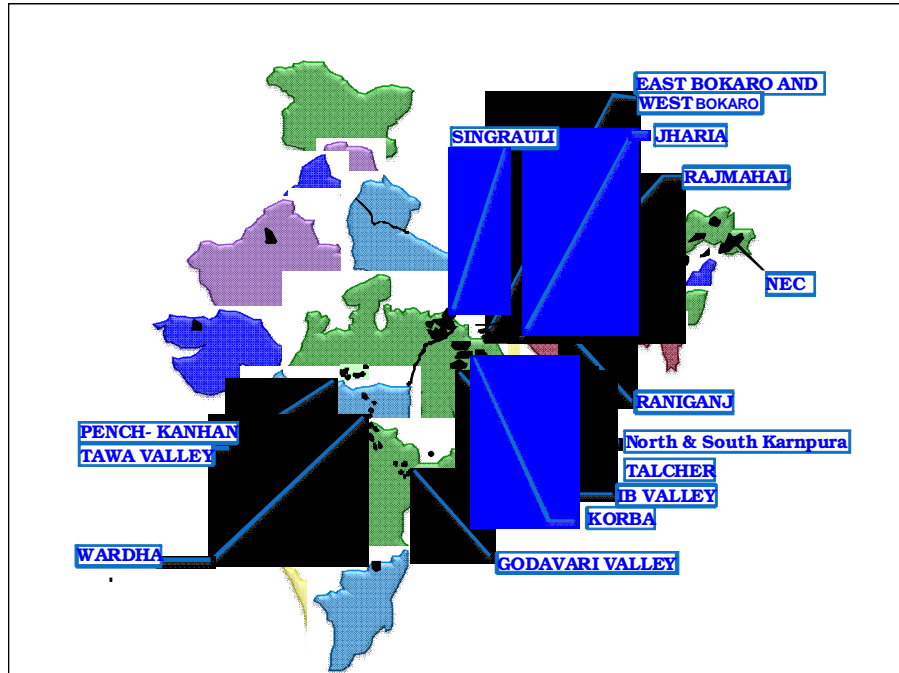 EAST BOKARO AND
WEST BOKARO
SINGRAULI
JHARIA
RAJMAHAL
NEC
RANIGANJ
PENCH- KANHAN
TAWA VALLEY
North & South Karnpura
TALCHER
IB VALLEY
KORBA
WARDHA
GODAVARI VALLEY